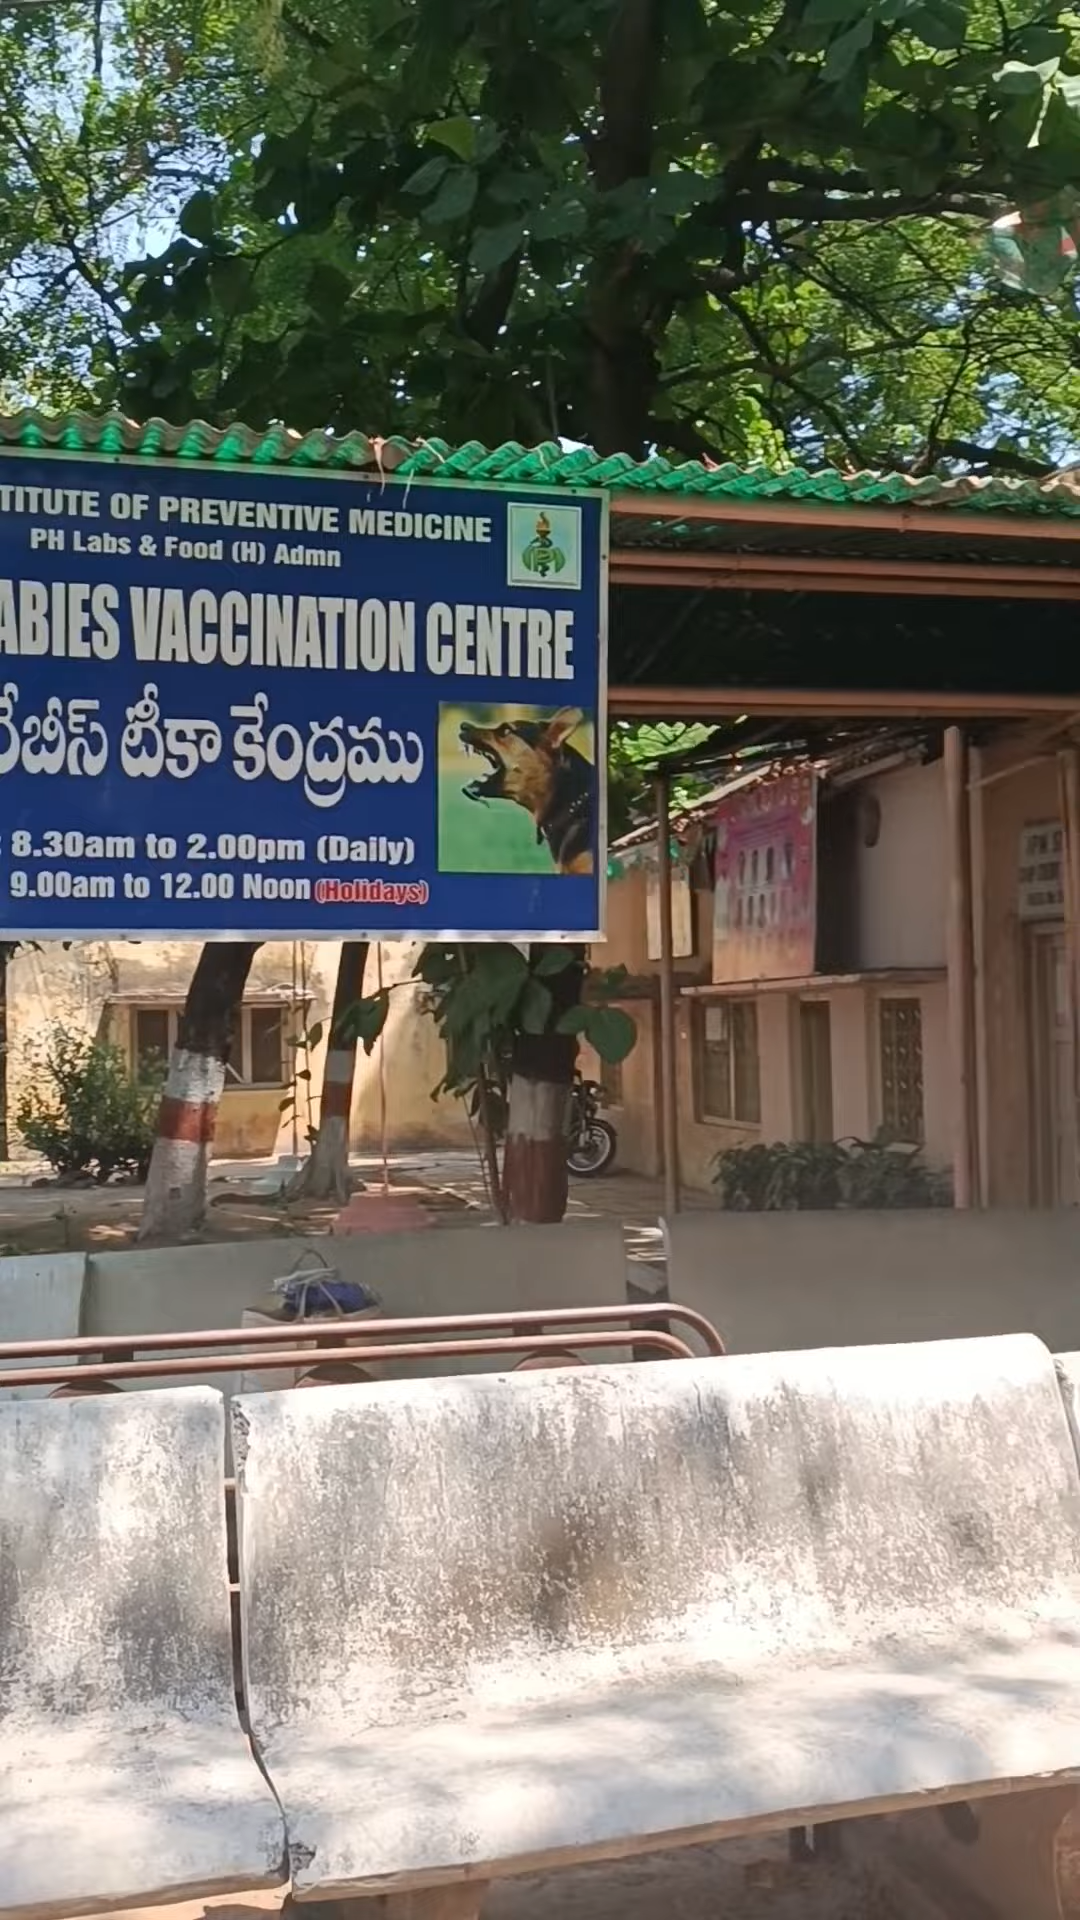 TITUTE OF PREVENTIVE MEDICINE
PH Labs & Food (H) Admn
ABIES VACCINATION CENTRE
రేబీస్ టీకా కేంద్రము
: 8.30am to 2.00pm (Daily)
9.00am to 12.00 Noon (Holidays)